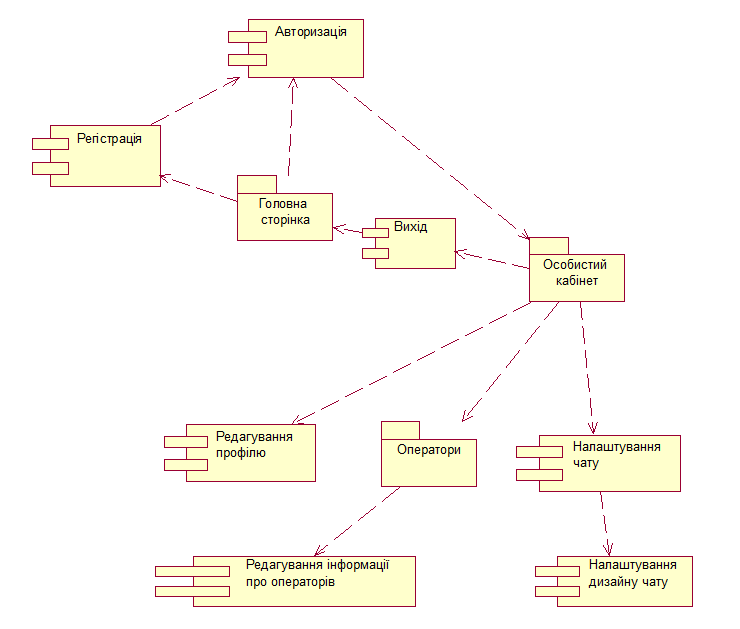 Авторизація
Регістрація
Головна
сторінка
Вихід
Особистий
кабінет
Редагування
профілю
Оператори
Налаштування
чату
Редагування інформації
про операторів
Налаштування
дизайну чату